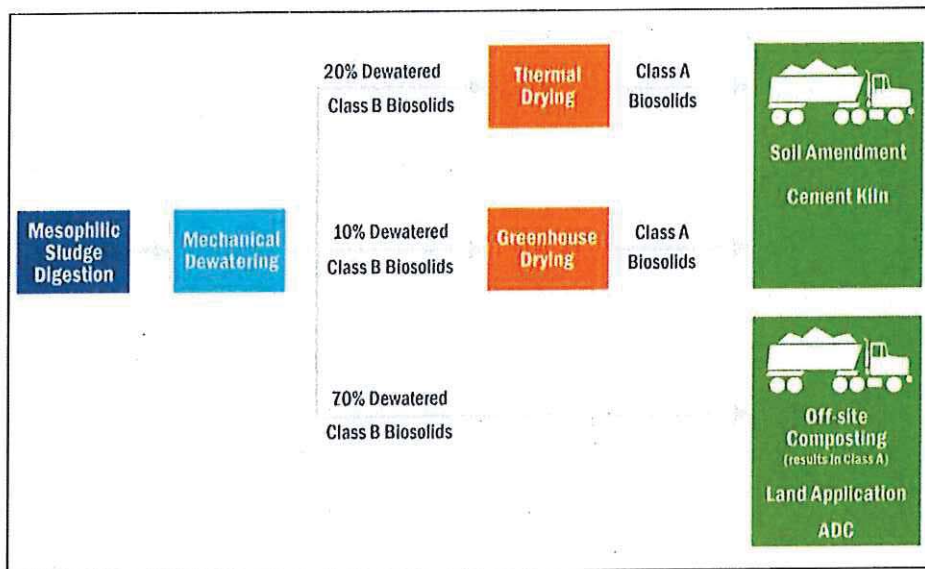 20% Dewatered
Class B Biosolids
Thermal
Drying
Class A
Biosolids
Soil Amendment
Cement Kiln
Mesophilic
Sludge
Digestion
Mechanical
Dewatering
10% Dewatered
Class B Biosolids
Greenhouse
Drying
Class A
Biosolids
70% Dewatered
Class B Biosolids
Off-site
Composting
(results in Class A)
Land Application
ADC